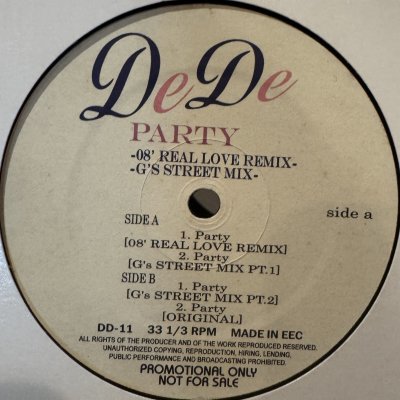 DeDe
PARTY
-08' REAL LOVE REMIX-
-G'S STREET MIX-
SIDE A
side a
1. Party
[08' REAL LOVE REMIX]
2. Party
[G's STREET MIX PT.1]
SIDE B
1. Party
[G's STREET MIX PT.2]
2. Party
[ORIGINAL]
DD-11 33 1/3 RPM MADE IN EEC
ALL RIGHTS OF THE PRODUCER AND OF THE WORK REPRODUCED RESERVED.
UNAUTHORIZED COPYING, REPRODUCTION, HIRING, LENDING,
PUBLIC PERFORMANCE AND BROADCASTING PROHIBITED.
PROMOTIONAL ONLY
NOT FOR SALE